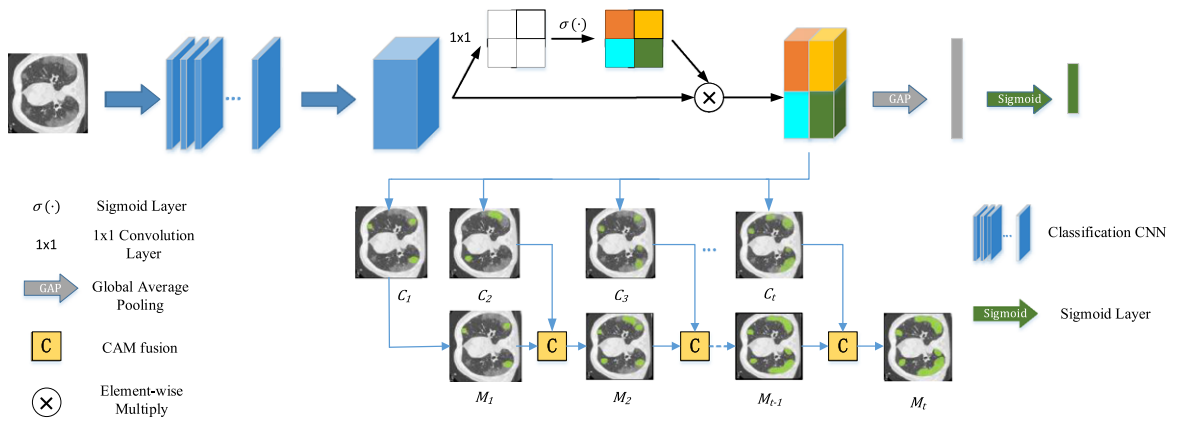 1x1
σ(·)
GAP
Sigmoid
...
σ(·)
Sigmoid Layer
1x1
1x1 Convolution
Layer
GAP
Global Average
Pooling
C
CAM fusion
Element-wise
Multiply
...
C1
C2
C3
Ct
C
C
C
M1
M2
Mt-1
Mt
...
Classification CNN
Sigmoid
Sigmoid Layer